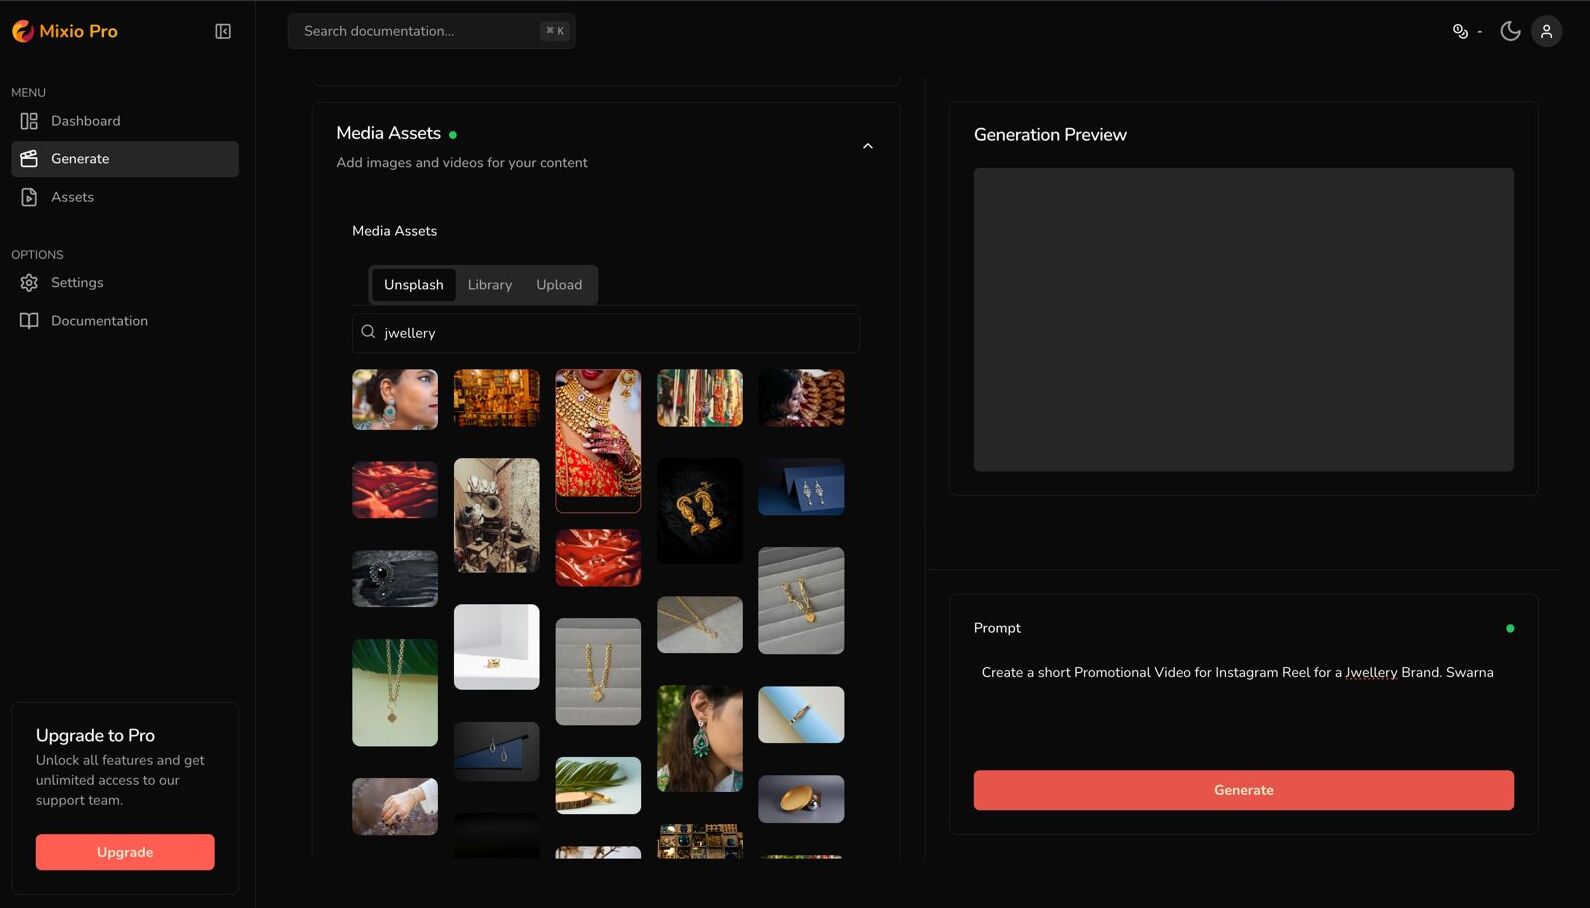 Mixio Pro
Search documentation...
⌘ K
-
MENU
Dashboard
Generate
Assets
OPTIONS
Settings
Documentation
Upgrade to Pro
Unlock all features and get
unlimited access to our
support team.
Upgrade
Media Assets
Add images and videos for your content
Media Assets
Unsplash Library Upload
jwellery
Generation Preview
Prompt
Create a short Promotional Video for Instagram Reel for a Jwellery Brand. Swarna
Generate